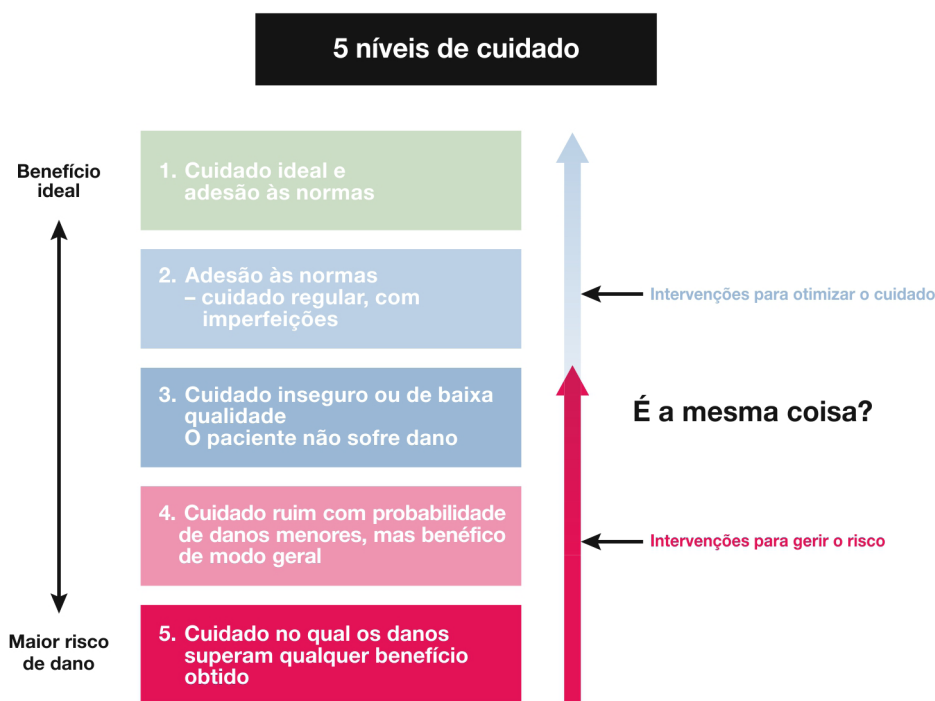 5 níveis de cuidado
Benefício
ideal
1. Cuidado ideal e
adesão às normas
2. Adesão às normas
– cuidado regular, com
imperfeições
Intervenções para otimizar o cuidado
3. Cuidado inseguro ou de baixa
qualidade
O paciente não sofre dano
É a mesma coisa?
4. Cuidado ruim com probabilidade
de danos menores, mas benéfico
de modo geral
Intervenções para gerir o risco
Maior risco
de dano
5. Cuidado no qual os danos
superam qualquer benefício
obtido